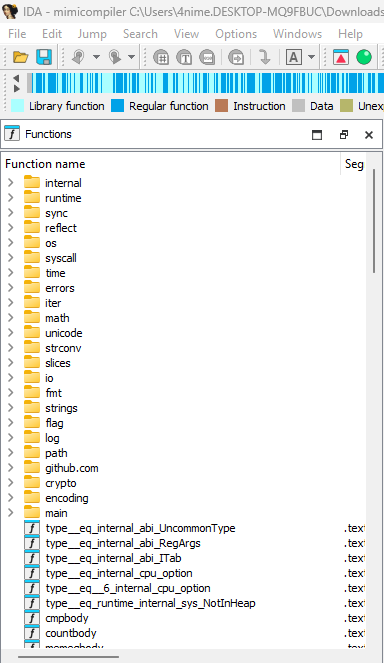 IDA - mimicompiler C:\Users\4nime.DESKTOP-MQ9FBUC\Downloads
File Edit Jump Search View Options Windows Help
Library function Regular function Instruction Data Unex
Functions
Function name Seg
internal
runtime
sync
reflect
os
syscall
time
errors
iter
math
unicode
strconv
slices
io
fmt
strings
flag
log
path
github.com
crypto
encoding
main
type__eq_internal_abi_UncommonType .text
type__eq_internal_abi_RegArgs .text
type__eq_internal_abi_ITab .text
type__eq_internal_cpu_option .text
type__eq__6_internal_cpu_option .text
type__eq_runtime_internal_sys_NotInHeap .text
cmpbody .text
countbody .text